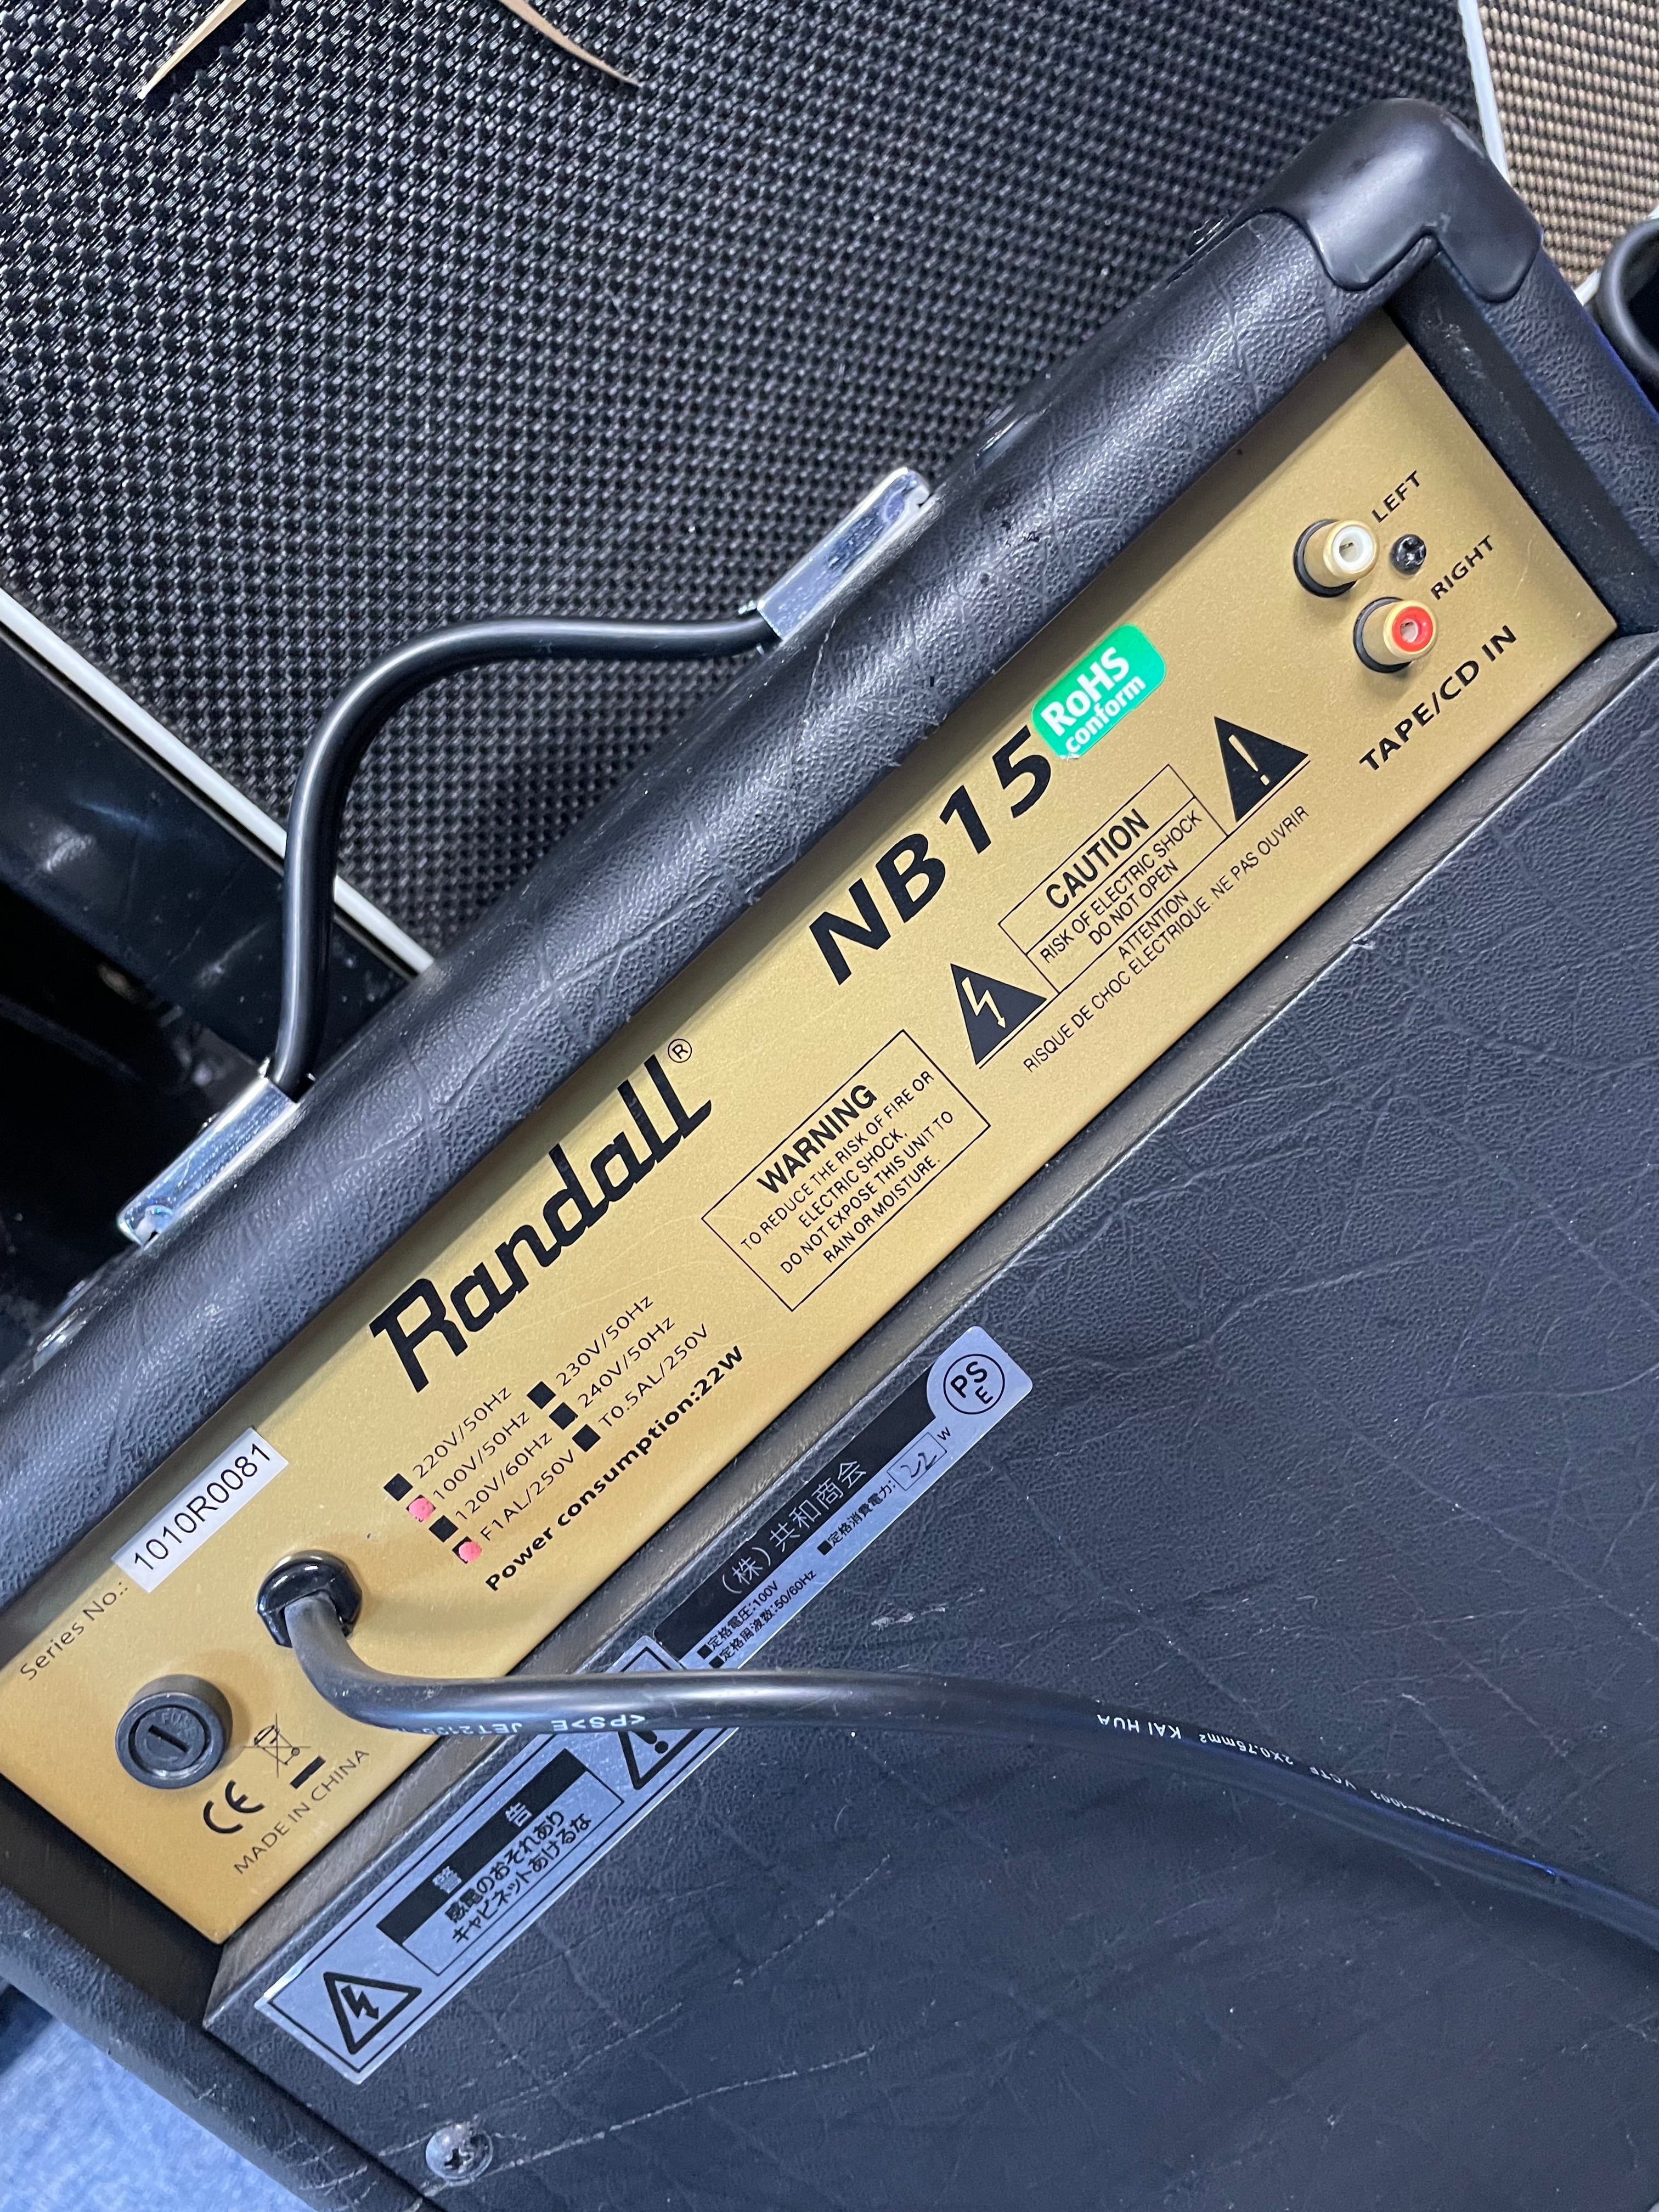 LEFT
RIGHT
TAPE/CD IN
RoHS
conform
NB15
CAUTION
RISK OF ELECTRIC SHOCK
DO NOT OPEN
ATTENTION
RISQUE DE CHOC ELECTRIQUE. NE PAS OUVRIR
Randall®
WARNING
TO REDUCE THE RISK OF FIRE OR
ELECTRIC SHOCK,
DO NOT EXPOSE THIS UNIT TO
RAIN OR MOISTURE.
■ 220V/50Hz ■ 230V/50Hz
■ 100V/50Hz ■ 240V/50Hz
■ 120V/60Hz ■ T0.5AL/250V
■ F1AL/250V
Power consumption:22W
Series No.: 1010R0081
CE
MADE IN CHINA
(株)共和商会
PSE
■定格電圧:100V
■定格周波数:50/60Hz
■定格消費電力: 22 W
警告
感電のおそれあり
キャビネットあけるな
<PS>E JET
2X0.75mm² KAI HUA